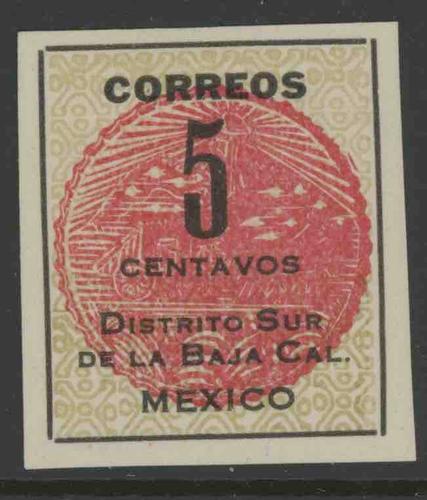 CORREOS
5
CENTAVOS
DISTRITO SUR
DE LA BAJA CAL.
MEXICO